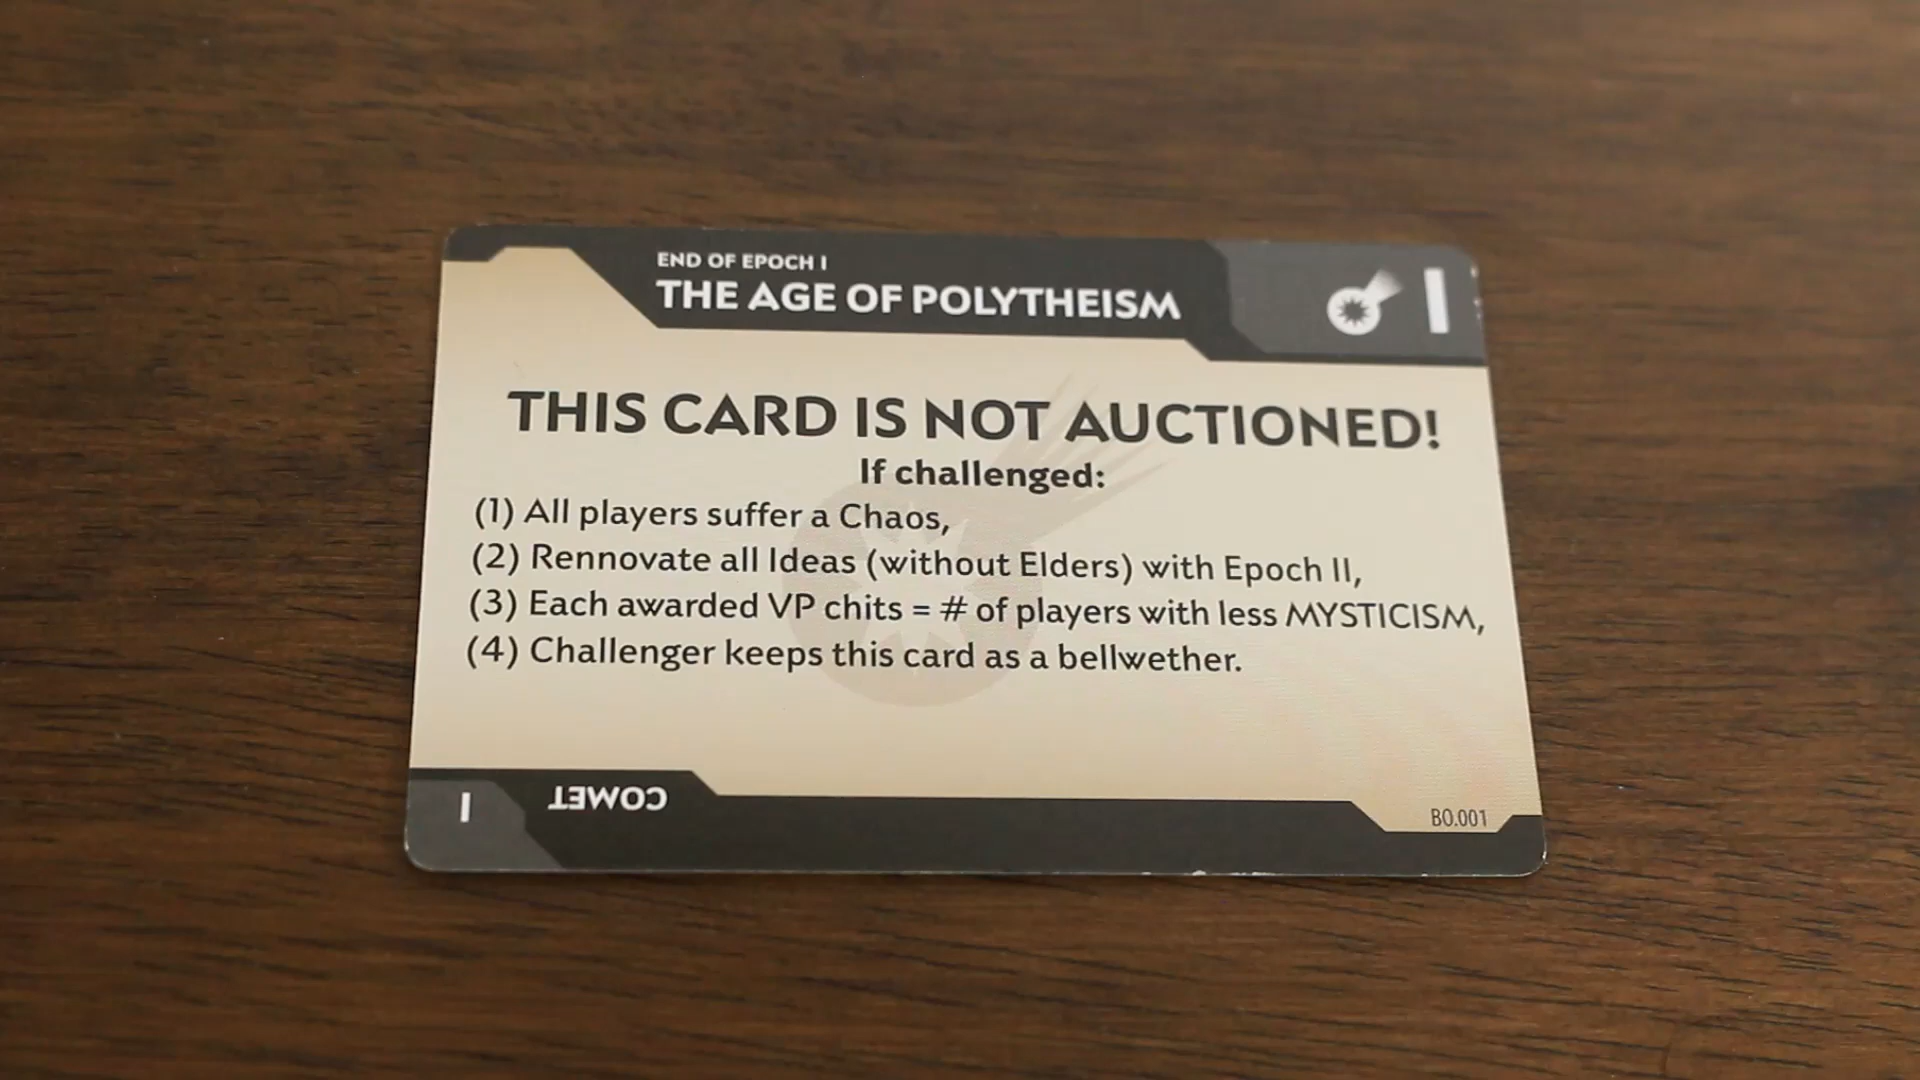 END OF EPOCH I
THE AGE OF POLYTHEISM
I
THIS CARD IS NOT AUCTIONED!
If challenged:
(1) All players suffer a Chaos,
(2) Rennovate all Ideas (without Elders) with Epoch II,
(3) Each awarded VP chits = # of players with less MYSTICISM,
(4) Challenger keeps this card as a bellwether.
I
COMET
BO.001